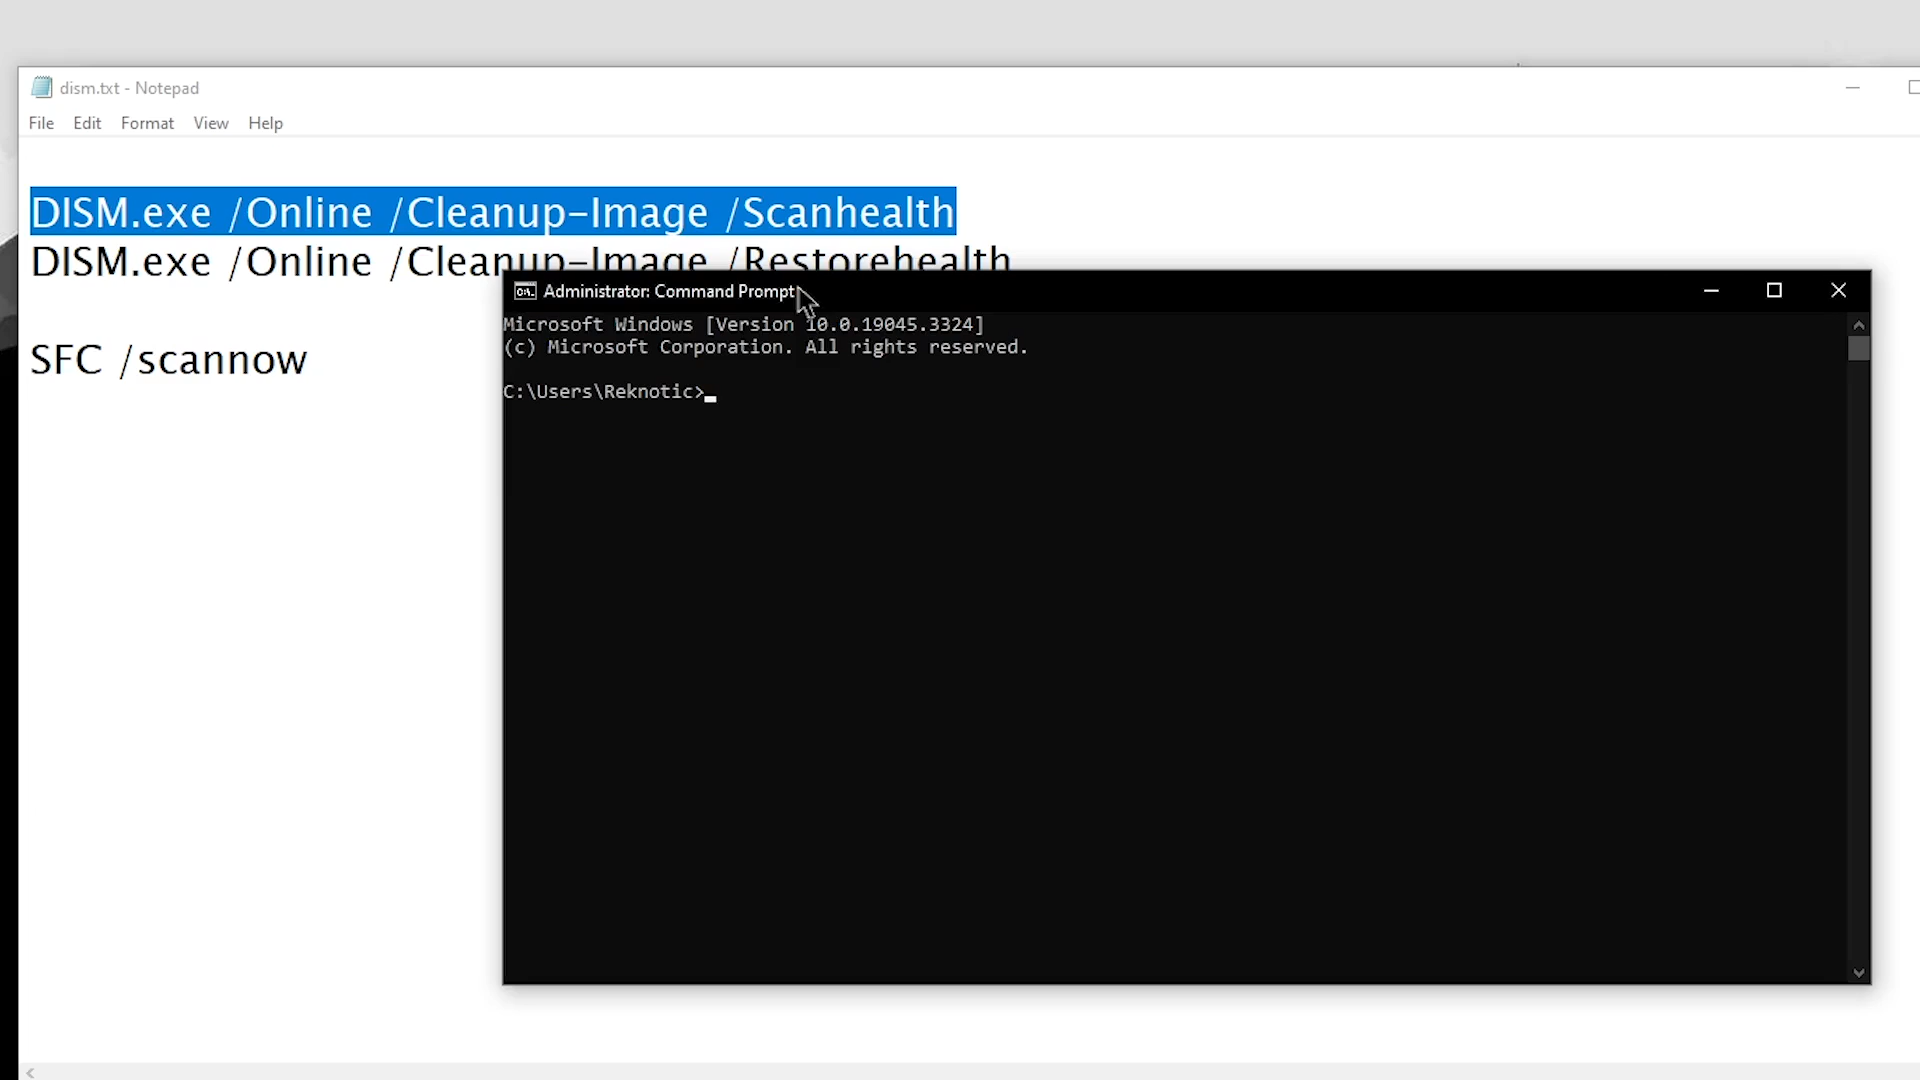 dism.txt - Notepad
File Edit Format View Help
DISM.exe /Online /Cleanup-Image /Scanhealth
DISM.exe /Online /Cleanup-Image /Restorehealth
SFC /scannow
Administrator: Command Prompt
Microsoft Windows [Version 10.0.19045.3324]
(c) Microsoft Corporation. All rights reserved.
C:\Users\Reknotic>